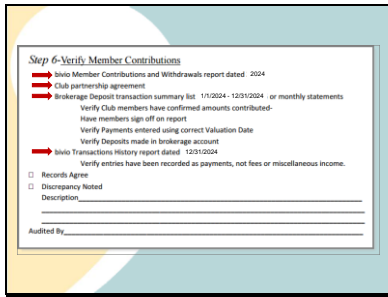 Step 6-Verify Member Contributions
bivio Member Contributions and Withdrawals report dated 2024
Club partnership agreement
Brokerage Deposit transaction summary list 1/1/2024 - 12/31/2024 or monthly statements
Verify Club members have confirmed amounts contributed-
Have members sign off on report
Verify Payments entered using correct Valuation Date
Verify Deposits made in brokerage account
bivio Transactions History report dated 12/31/2024
Verify entries have been recorded as payments, not fees or miscellaneous income.
Records Agree
Discrepancy Noted
Description
Audited By